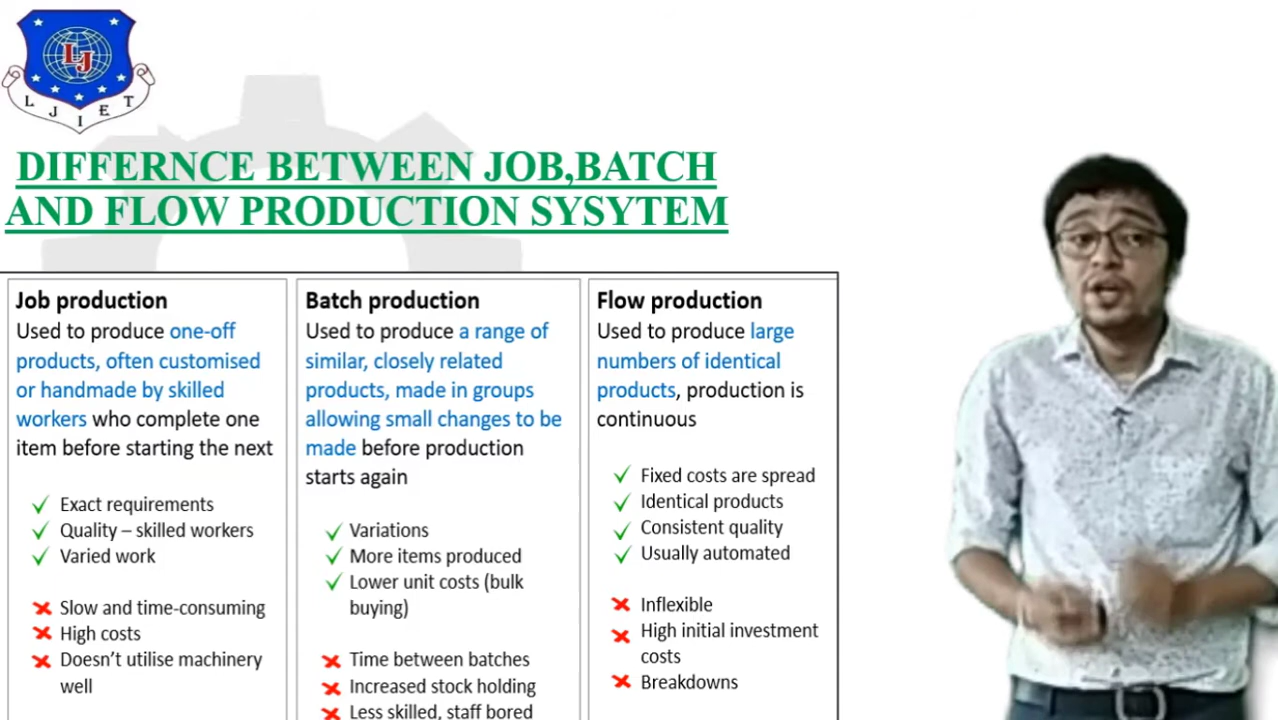 LJ
L J I E T
DIFFERNCE BETWEEN JOB,BATCH
AND FLOW PRODUCTION SYSYTEM
Job production
Used to produce one-off
products, often customised
or handmade by skilled
workers who complete one
item before starting the next
Exact requirements
Quality – skilled workers
Varied work
Slow and time-consuming
High costs
Doesn't utilise machinery
well
Batch production
Used to produce a range of
similar, closely related
products, made in groups
allowing small changes to be
made before production
starts again
Variations
More items produced
Lower unit costs (bulk
buying)
Time between batches
Increased stock holding
Less skilled, staff bored
Flow production
Used to produce large
numbers of identical
products, production is
continuous
Fixed costs are spread
Identical products
Consistent quality
Usually automated
Inflexible
High initial investment
costs
Breakdowns